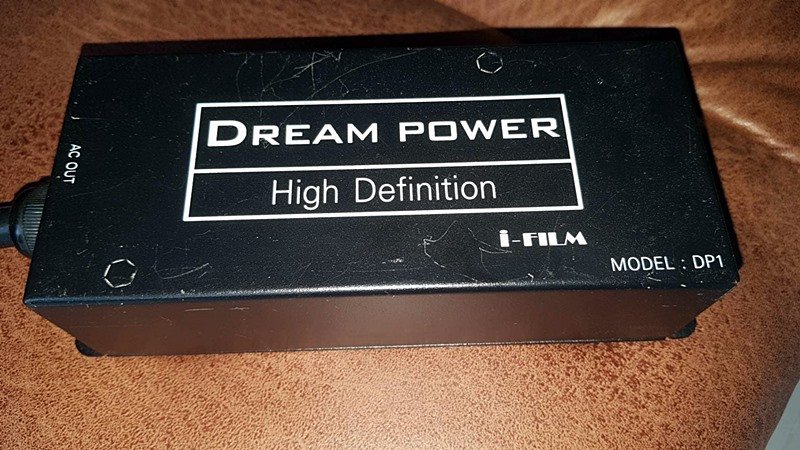 AC OUT
DREAM POWER
High Definition
i-FILM
MODEL : DP1